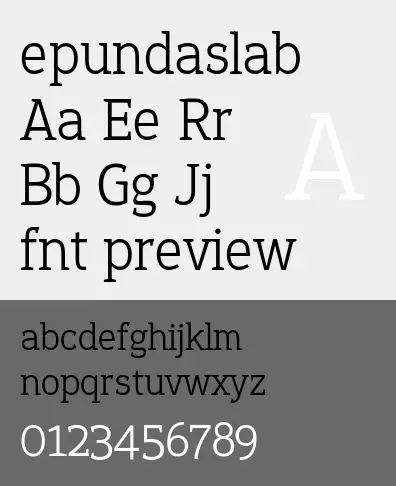 epundaslab
Aa Ee Rr
A
Bb Gg Jj
fnt preview
abcdefghijklm
nopqrstuvwxyz
0123456789